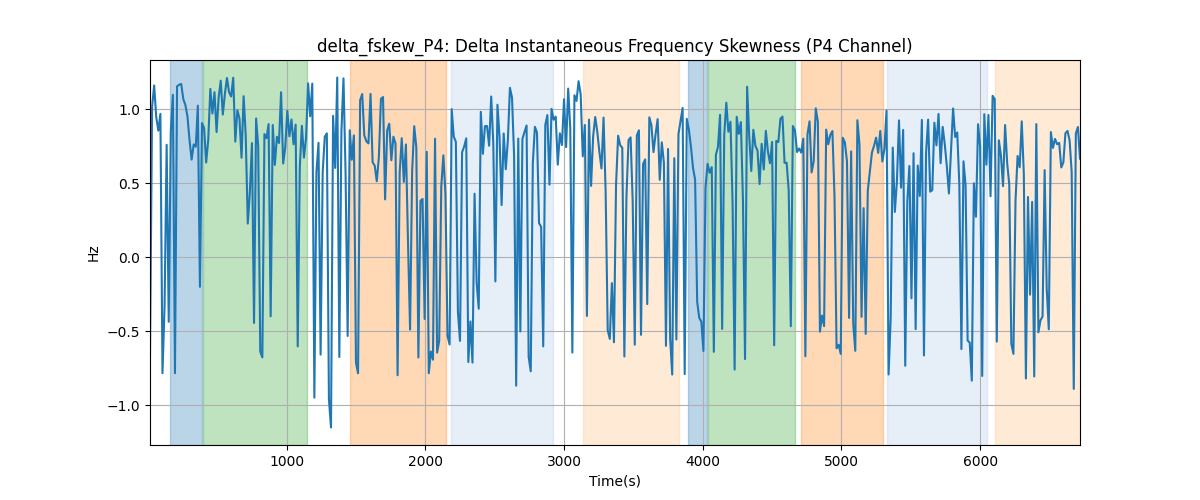 delta_fskew_P4: Delta Instantaneous Frequency Skewness (P4 Channel)
1.0
0.5
0.0
−0.5
−1.0
Hz
1000 2000 3000 4000 5000 6000
Time(s)